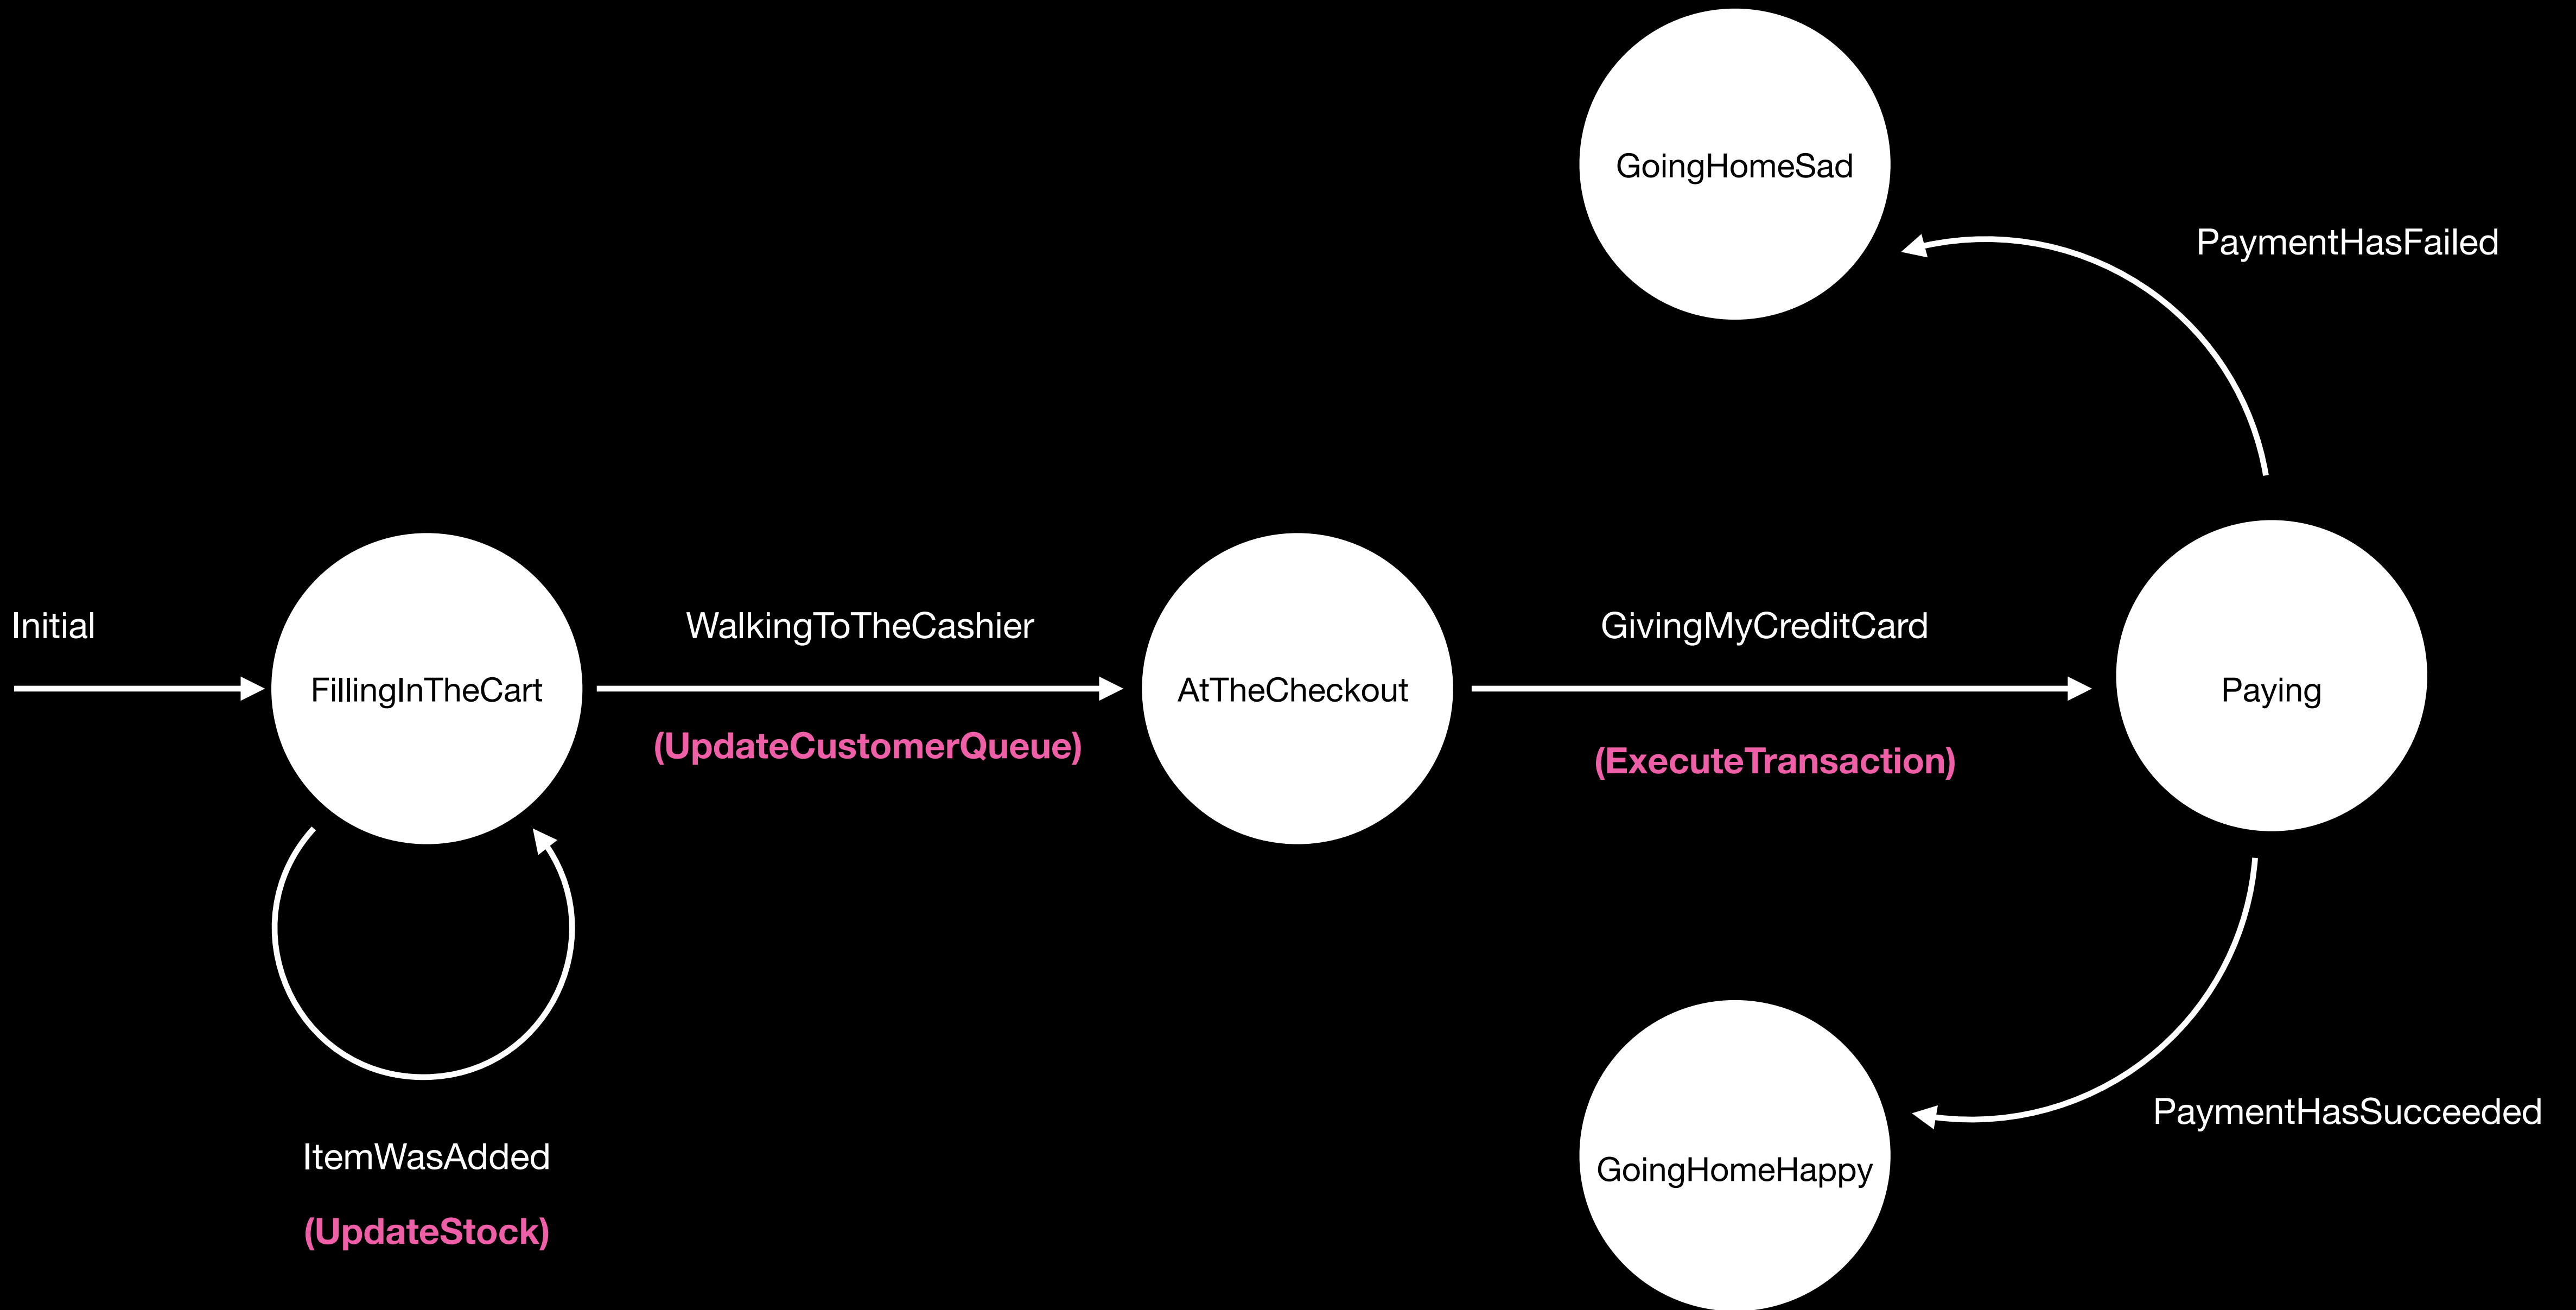 GoingHomeSad
PaymentHasFailed
Initial
WalkingToTheCashier
GivingMyCreditCard
FillingInTheCart
AtTheCheckout
Paying
(UpdateCustomerQueue)
(ExecuteTransaction)
PaymentHasSucceeded
ItemWasAdded
GoingHomeHappy
(UpdateStock)